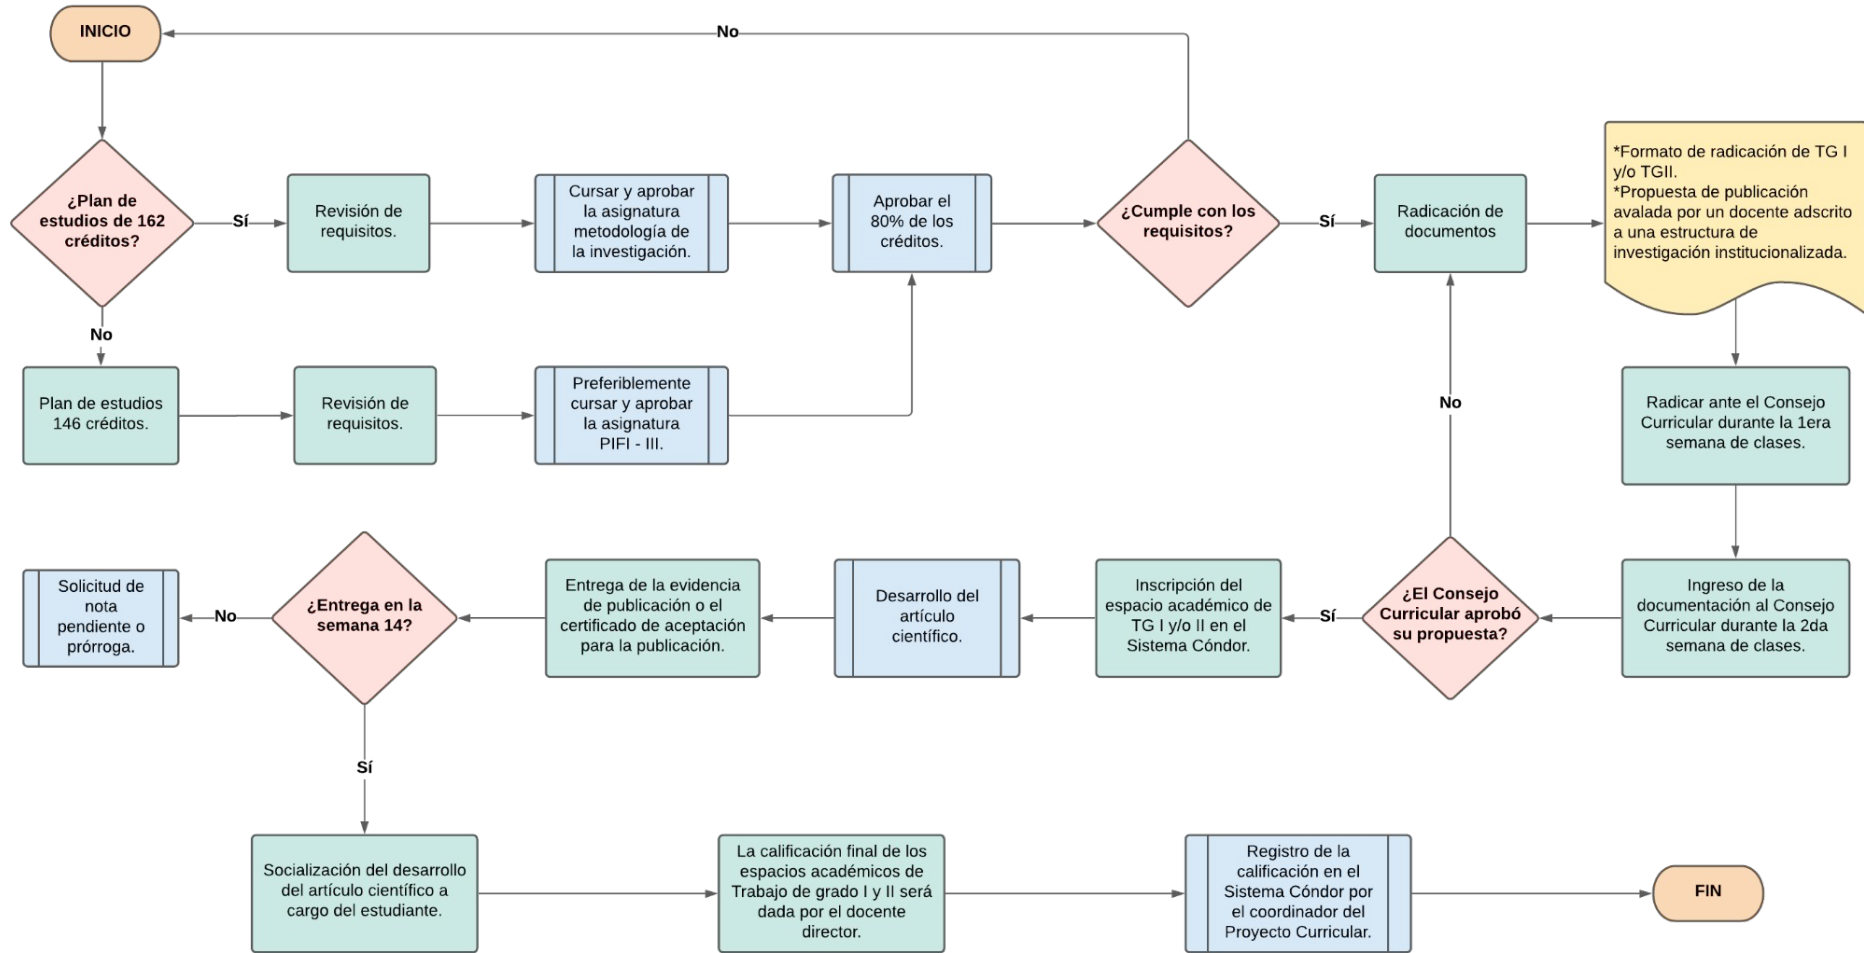 INICIO
No
¿Plan de
estudios de 162
créditos?
Sí
Revisión de
requisitos.
Cursar y aprobar
la asignatura
metodología de
la investigación.
Aprobar el
80% de los
créditos.
¿Cumple con los
requisitos?
Sí
Radicación de
documentos
*Formato de radicación de TG I
y/o TGII.
*Propuesta de publicación
avalada por un docente adscrito
a una estructura de
investigación institucionalizada.
No
Plan de estudios
146 créditos.
Revisión de
requisitos.
Preferiblemente
cursar y aprobar
la asignatura
PIFI - III.
No
Radicar ante el Consejo
Curricular durante la 1era
semana de clases.
Solicitud de
nota
pendiente o
prórroga.
No
¿Entrega en la
semana 14?
Entrega de la evidencia
de publicación o el
certificado de aceptación
para la publicación.
Desarrollo del
artículo
científico.
Inscripción del
espacio académico de
TG I y/o II en el
Sistema Cóndor.
Sí
¿El Consejo
Curricular aprobó
su propuesta?
Ingreso de la
documentación al Consejo
Curricular durante la 2da
semana de clases.
Sí
Socialización del desarrollo
del artículo científico a
cargo del estudiante.
La calificación final de los
espacios académicos de
Trabajo de grado I y II será
dada por el docente
director.
Registro de la
calificación en el
Sistema Cóndor por
el coordinador del
Proyecto Curricular.
FIN